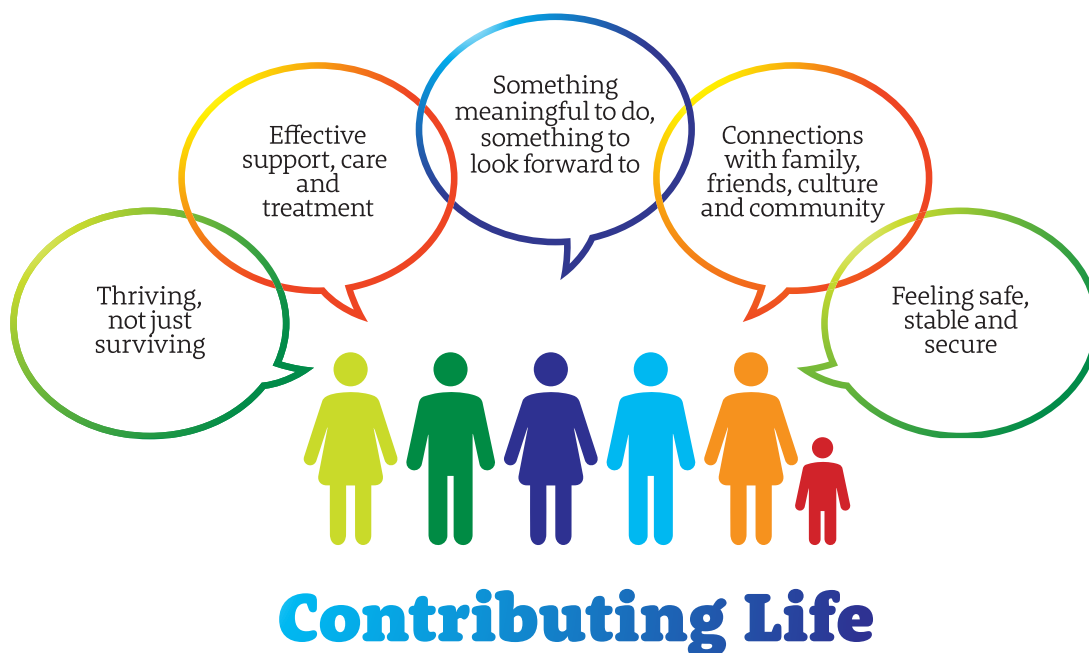 Thriving,
not just
surviving
Effective
support, care
and
treatment
Something
meaningful to do,
something to
look forward to
Connections
with family,
friends, culture
and community
Feeling safe,
stable and
secure
Contributing Life